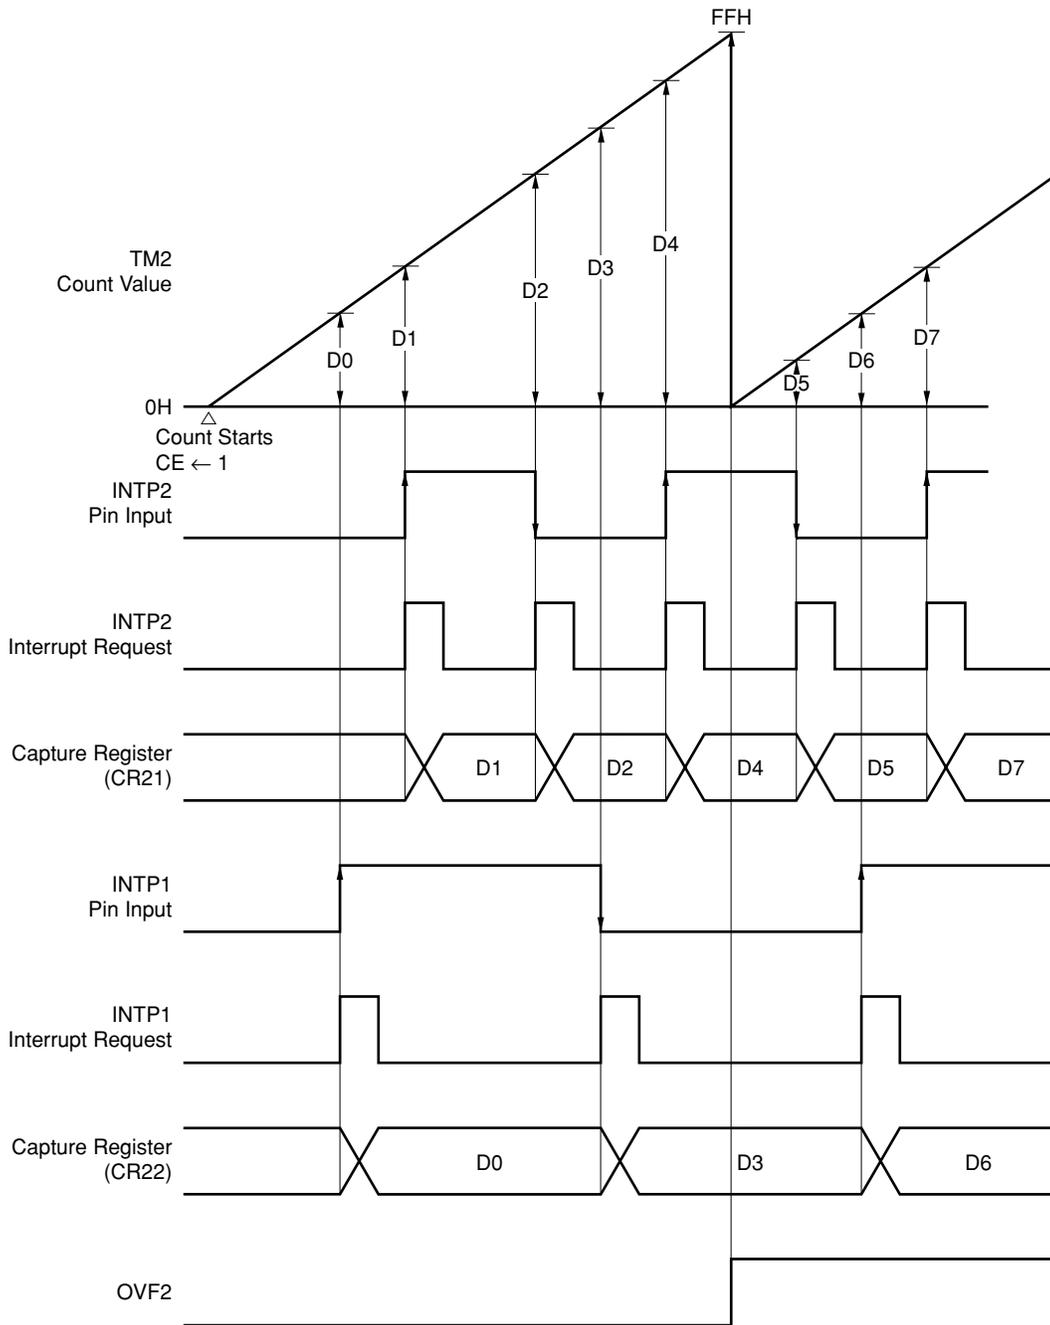 FFH
TM2
Count Value
D0
D1
D2
D3
D4
D5
D6
D7
0H
Count Starts
CE ← 1
INTP2
Pin Input
INTP2
Interrupt Request
Capture Register
(CR21)
D1
D2
D4
D5
D7
INTP1
Pin Input
INTP1
Interrupt Request
Capture Register
(CR22)
D0
D3
D6
OVF2